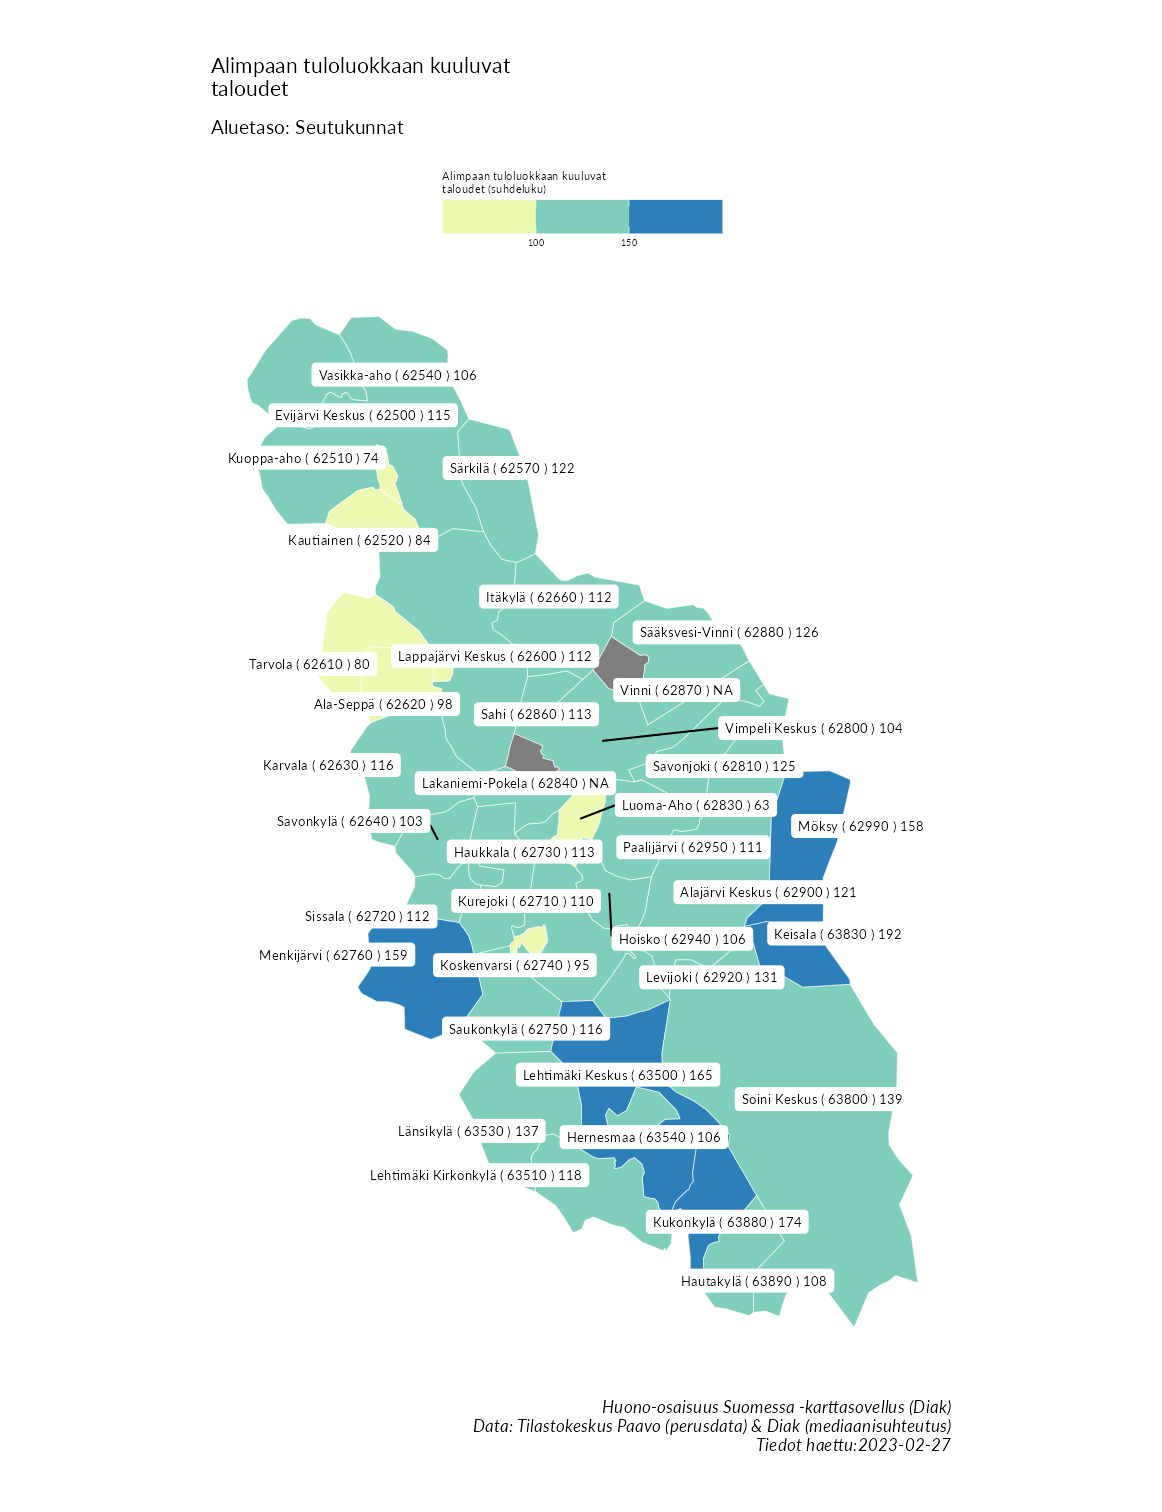 Alimpaan tuloluokkaan kuuluvat
taloudet
Aluetaso: Seutukunnat
Alimpaan tuloluokkaan kuuluvat
taloudet (suhdeluku)
100
150
Vasikka-aho ( 62540 ) 106
Evijärvi Keskus ( 62500 ) 115
Kuoppa-aho ( 62510 ) 74
Särkilä ( 62570 ) 122
Kautiainen ( 62520 ) 84
Itäkylä ( 62660 ) 112
Sääksvesi-Vinni ( 62880 ) 126
Lappajärvi Keskus ( 62600 ) 112
Tarvola ( 62610 ) 80
Vinni ( 62870 ) NA
Ala-Seppä ( 62620 ) 98
Sahi ( 62860 ) 113
Vimpeli Keskus ( 62800 ) 104
Karvala ( 62630 ) 116
Savonjoki ( 62810 ) 125
Lakaniemi-Pokela ( 62840 ) NA
Luoma-Aho ( 62830 ) 63
Savonkylä ( 62640 ) 103
Möksy ( 62990 ) 158
Haukkala ( 62730 ) 113
Paalijärvi ( 62950 ) 111
Alajärvi Keskus ( 62900 ) 121
Kurejoki ( 62710 ) 110
Sissala ( 62720 ) 112
Keisala ( 63830 ) 192
Hoisko ( 62940 ) 106
Menkijärvi ( 62760 ) 159
Koskenvarsi ( 62740 ) 95
Levijoki ( 62920 ) 131
Saukonkylä ( 62750 ) 116
Lehtimäki Keskus ( 63500 ) 165
Soini Keskus ( 63800 ) 139
Länsikylä ( 63530 ) 137
Hernesmaa ( 63540 ) 106
Lehtimäki Kirkonkylä ( 63510 ) 118
Kukonkylä ( 63880 ) 174
Hautakylä ( 63890 ) 108
Huono-osaisuus Suomessa -karttasovellus (Diak)
Data: Tilastokeskus Paavo (perusdata) & Diak (mediaanisuhteutus)
Tiedot haettu:2023-02-27